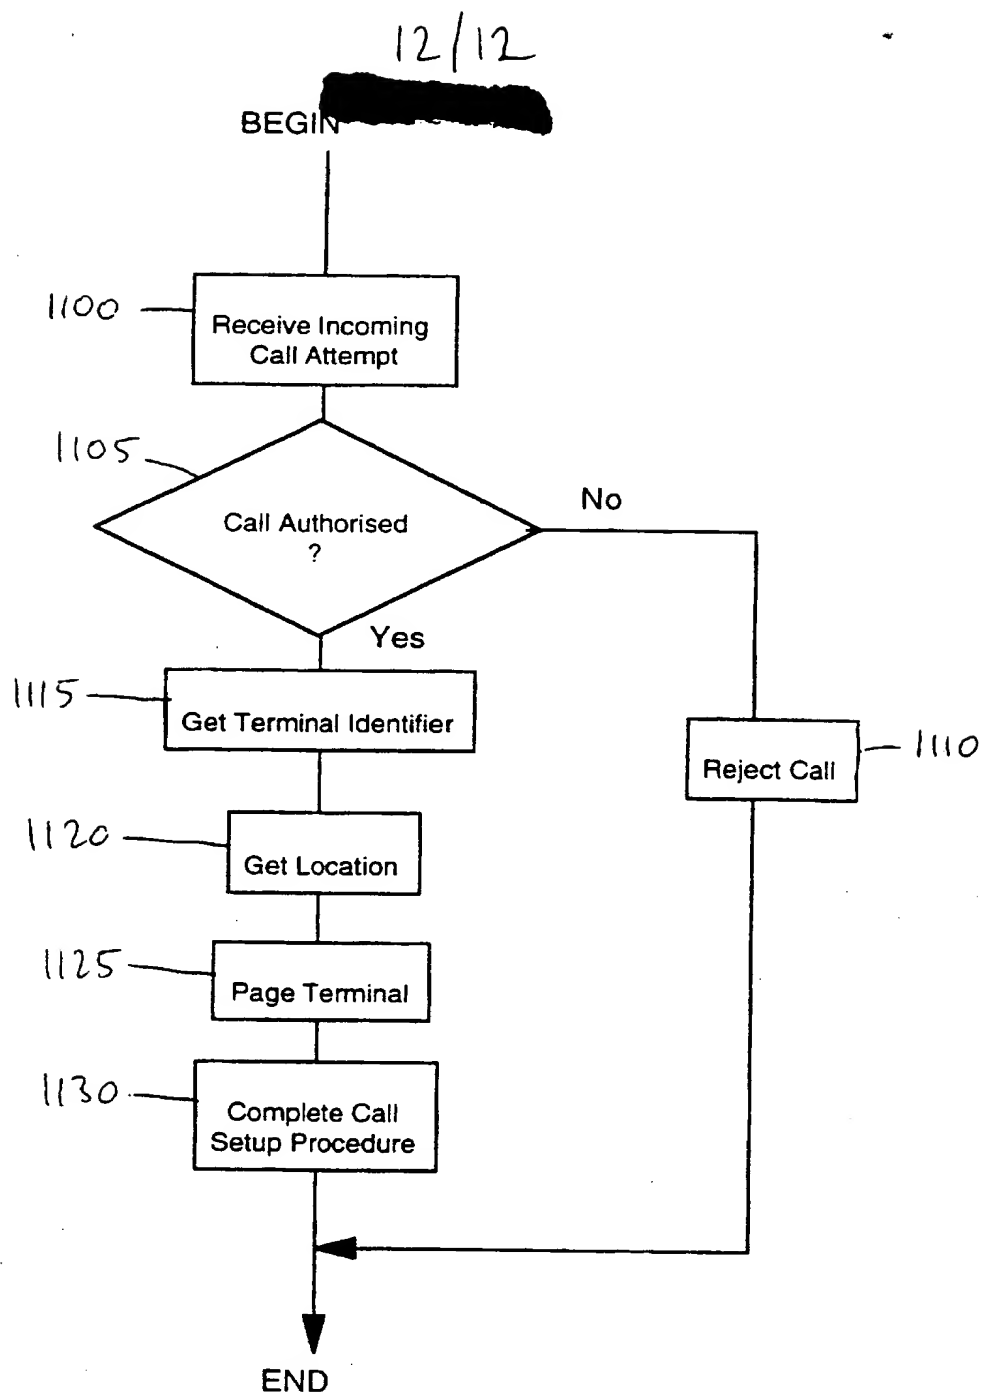 12/12
BEGIN
1100
Receive Incoming
Call Attempt
1105
Call Authorised
?
No
Yes
1115
Get Terminal Identifier
1110
Reject Call
1120
Get Location
1125
Page Terminal
1130
Complete Call
Setup Procedure
END